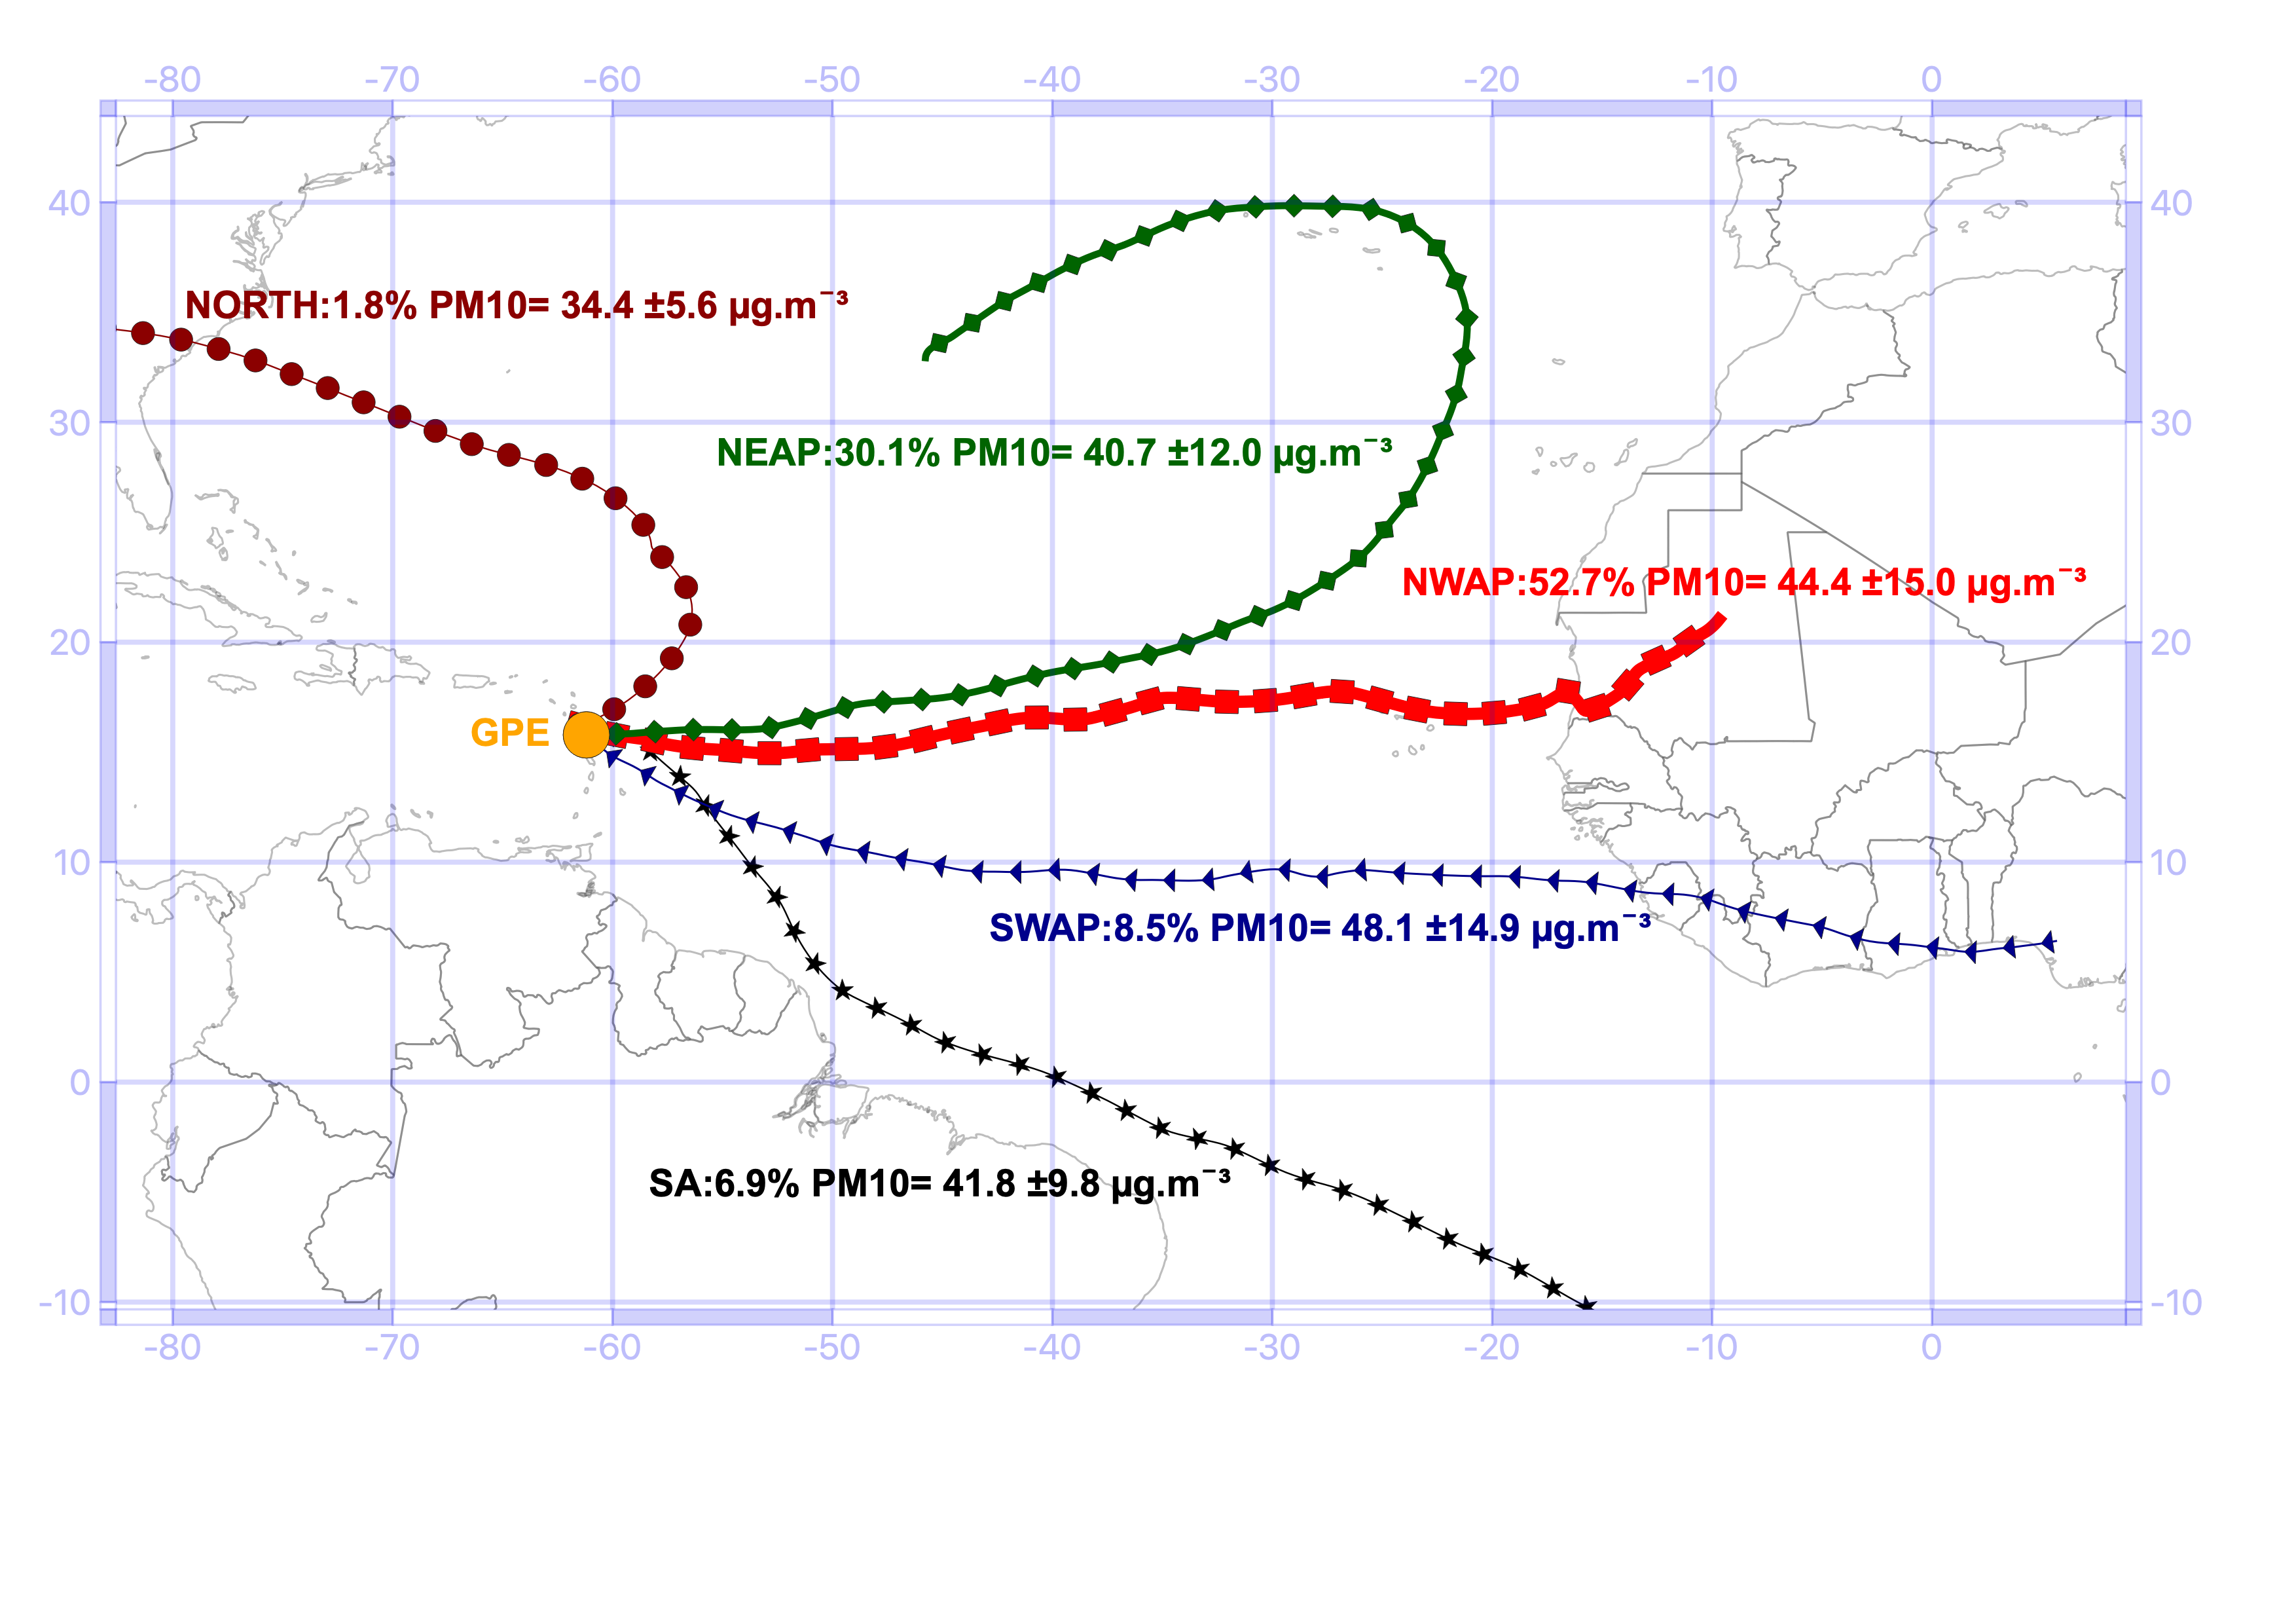 -80 -70 -60 -50 -40 -30 -20 -10 0
40 40
NORTH:1.8% PM10= 34.4 ±5.6 µg.m⁻³
30 30
NEAP:30.1% PM10= 40.7 ±12.0 µg.m⁻³
NWAP:52.7% PM10= 44.4 ±15.0 µg.m⁻³
20 20
GPE
10 10
SWAP:8.5% PM10= 48.1 ±14.9 µg.m⁻³
0 0
SA:6.9% PM10= 41.8 ±9.8 µg.m⁻³
-10 -10
-80 -70 -60 -50 -40 -30 -20 -10 0